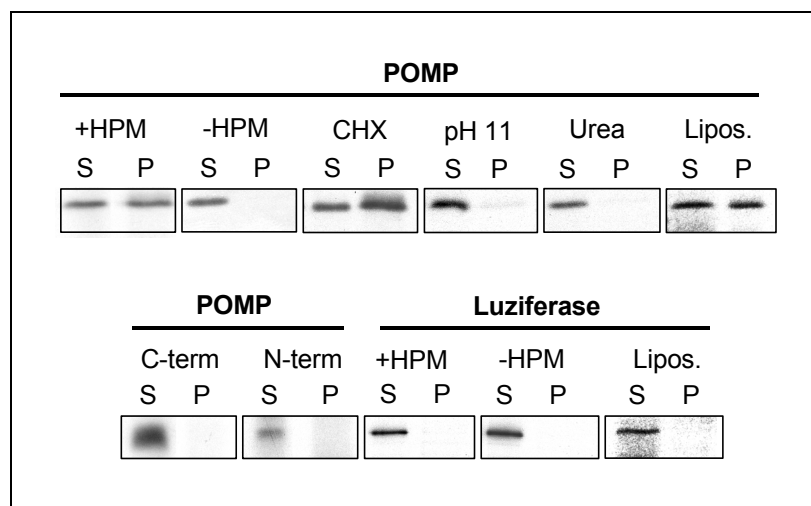 POMP
+HPM -HPM CHX pH 11 Urea Lipos.
S P S P S P S P S P S P
POMP Luziferase
C-term N-term +HPM -HPM Lipos.
S P S P S P S P S P